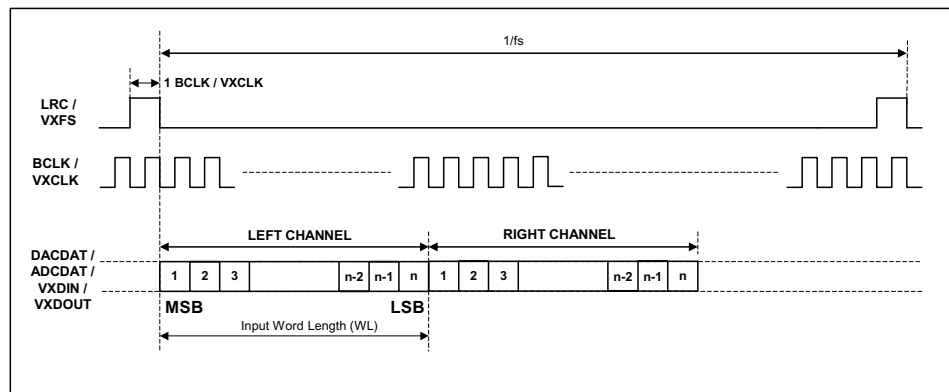 1/fs
1 BCLK / VXCLK
LRC /
VXFS
BCLK /
VXCLK
LEFT CHANNEL
RIGHT CHANNEL
DACDAT /
ADCDAT /
VXDIN /
VXDOUT
1 2 3 n-2 n-1 n 1 2 3 n-2 n-1 n
MSB LSB
Input Word Length (WL)